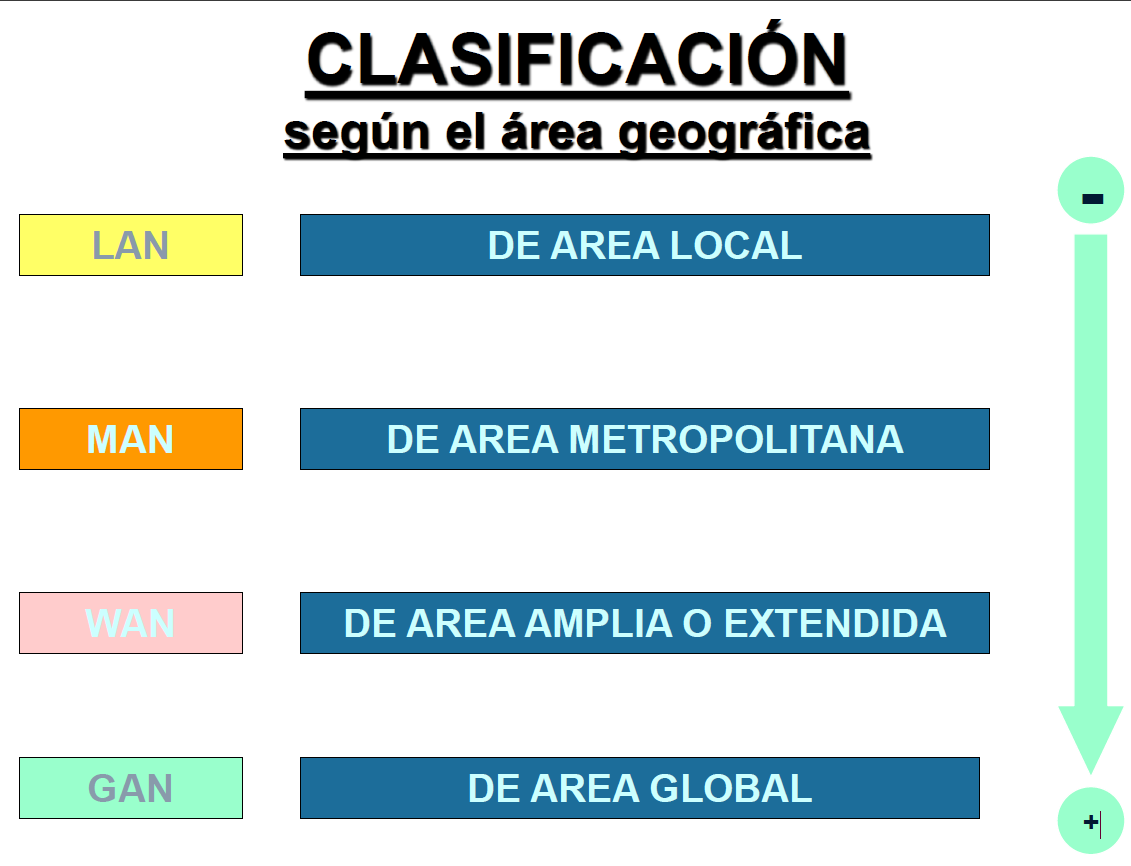 CLASIFICACIÓN
según el área geográfica
-
LAN
DE AREA LOCAL
MAN
DE AREA METROPOLITANA
WAN
DE AREA AMPLIA O EXTENDIDA
GAN
DE AREA GLOBAL
+